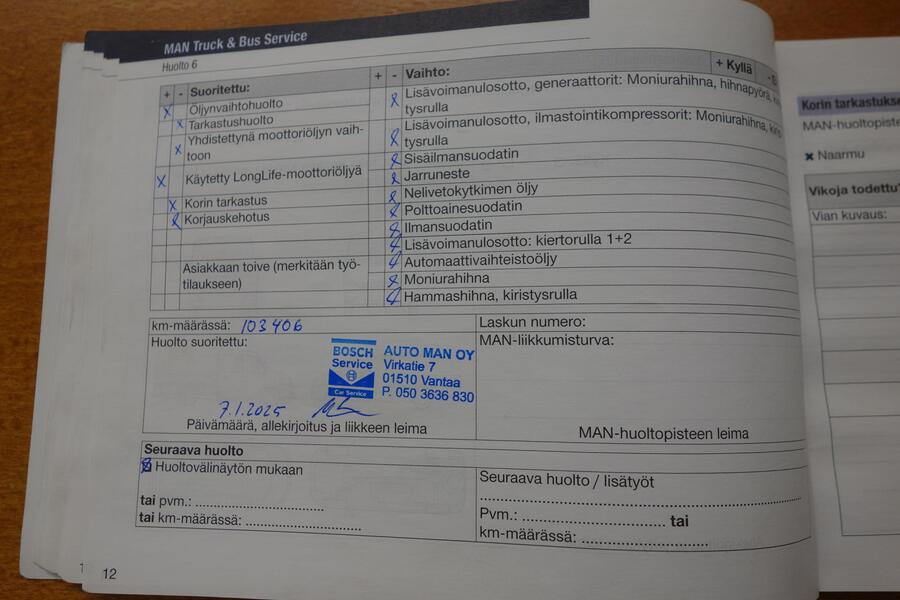 MAN Truck & Bus Service
Huolto 6
+ - Suoritettu:
x Öljynvaihtohuolto
x Tarkastushuolto
x Yhdistettynä moottoriöljyn vaih-
toon
x Käytetty LongLife-moottoriöljyä
x Korin tarkastus
x Korjauskehotus
Asiakkaan toive (merkitään työ-
tilaukseen)
+ - Vaihto:
+ Kyllä
Lisävoimanulosotto, generaattorit: Moniurahihna, hihnapyörä,
tysrulla
Lisävoimanulosotto, ilmastointikompressorit: Moniurahihna,
tysrulla
Sisäilmansuodatin
Jarruneste
Nelivetokytkimen öljy
Polttoainesuodatin
Ilmansuodatin
Lisävoimanulosotto: kiertorulla 1+2
Automaattivaihteistoöljy
Moniurahihna
Hammashihna, kiristysrulla
km-määrässä: 103406
Huolto suoritettu:
BOSCH
Service
Car Service
AUTO MAN OY
Virkatie 7
01510 Vantaa
P. 050 3636 830
7.1.2025
Päivämäärä, allekirjoitus ja liikkeen leima
Laskun numero:
MAN-liikkumisturva:
MAN-huoltopisteen leima
Seuraava huolto
x Huoltovälinäytön mukaan
tai pvm.:
tai km-määrässä:
Seuraava huolto / lisätyöt
Pvm.: tai
km-määrässä:
12
Korin tarkastuks
MAN-huoltopiste
x Naarmu
Vikoja todettu?
Vian kuvaus: